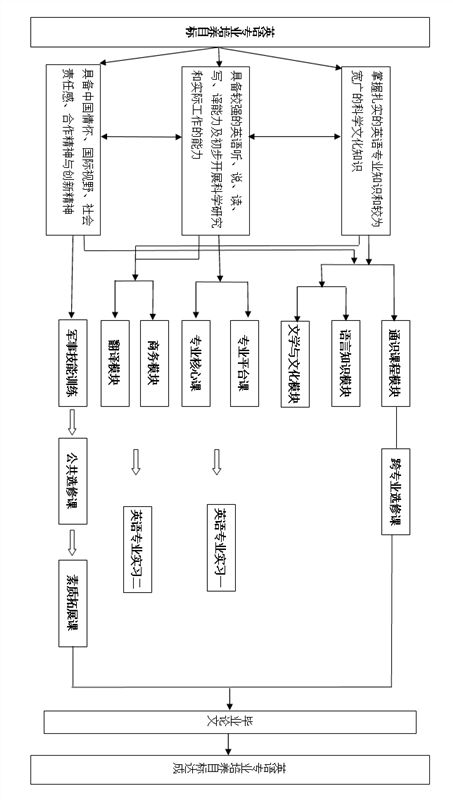 英语专业培养目标
掌握扎实的英语专业知识和较为
宽广的科学文化知识
具备较强的英语听、说、读、
写、译能力及初步开展科学研究
和实际工作的能力
具备中国情怀、国际视野、社会
责任感、合作精神与创新精神
通识课程模块
语言知识模块
文学与文化模块
专业平台课
专业核心课
商务模块
翻译模块
军事技能训练
跨专业选修课
英语专业实习一
英语专业实习二
公共选修课
素质拓展课
毕业论文
英语专业培养目标达成